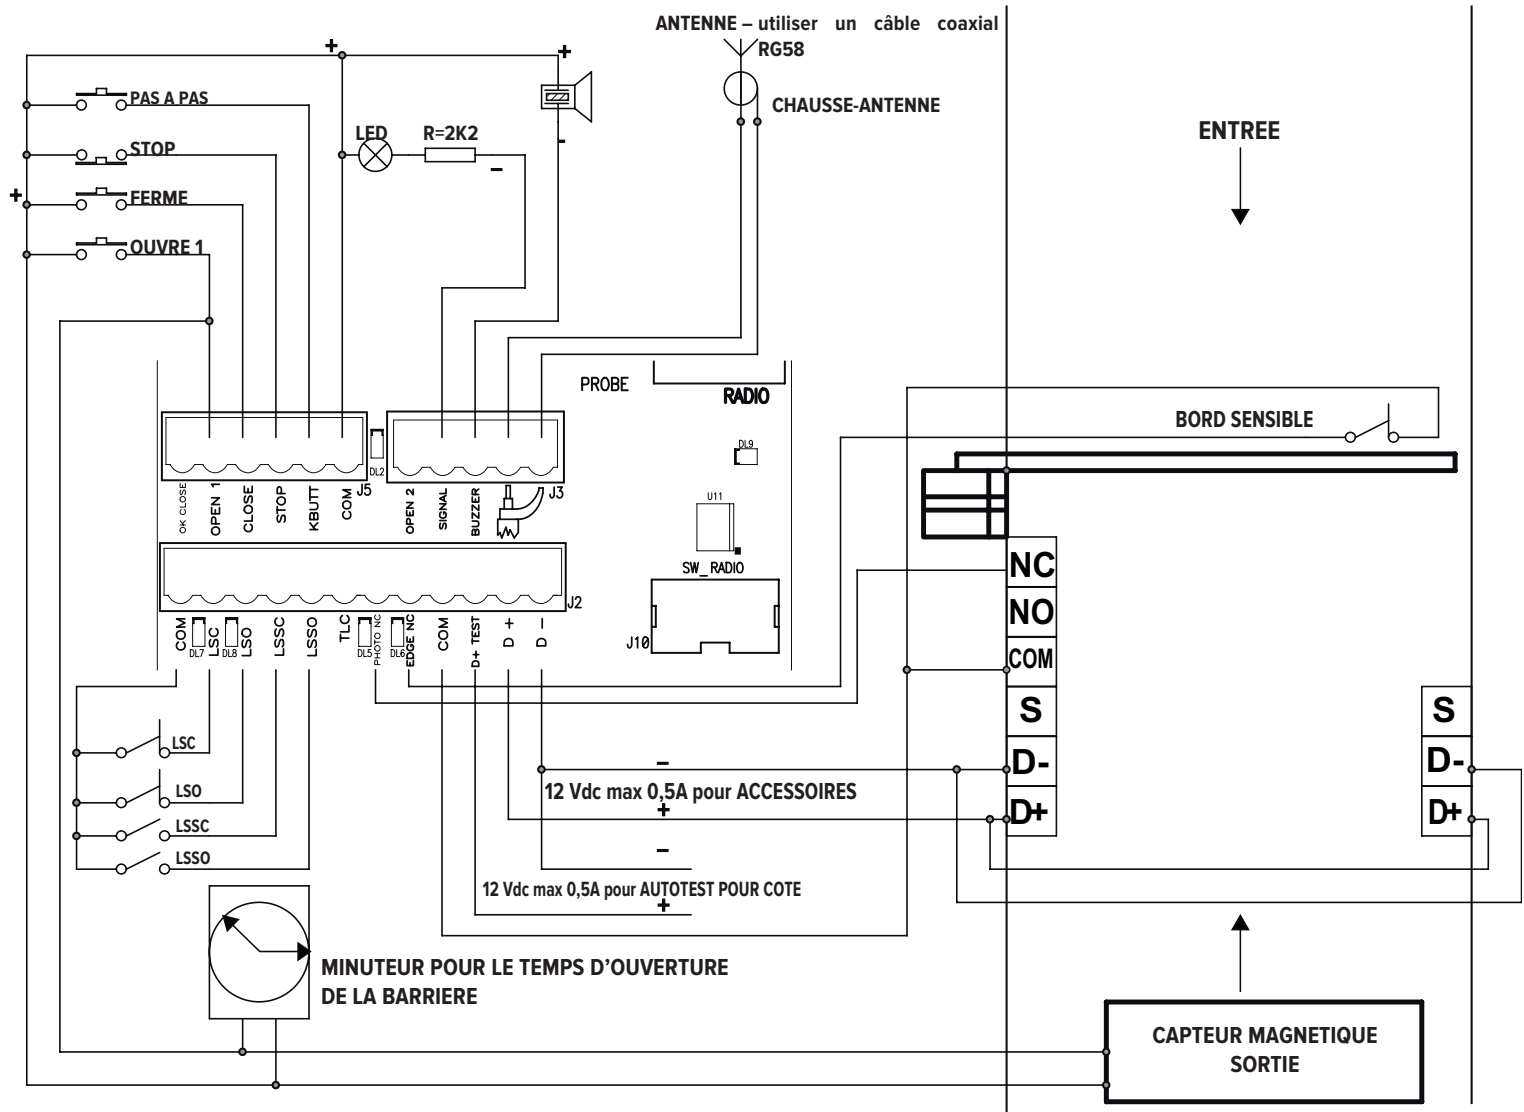 ANTENNE – utiliser un câble coaxial
RG58
CHAUSSE-ANTENNE
+
+
PAS A PAS
STOP
+
FERME
OUVRE 1
LED
R=2K2
-
-
ENTREE
PROBE
RADIO
BORD SENSIBLE
DL9
DL2
J5
J3
OK CLOSE
OPEN 1
CLOSE
STOP
KBUTT
COM
OPEN 2
SIGNAL
BUZZER
U11
SW_RADIO
J10
J2
COM
DL7
LSC
DL8
LSO
LSSC
LSSO
TLC
DL5
PHOTO NC
DL6
EDGE NC
COM
D+ TEST
D +
D -
NC
NO
COM
S
D-
D+
S
D-
D+
LSC
LSO
LSSC
LSSO
-
12 Vdc max 0,5A pour ACCESSOIRES
+
-
12 Vdc max 0,5A pour AUTOTEST POUR COTE
+
MINUTEUR POUR LE TEMPS D’OUVERTURE
DE LA BARRIERE
CAPTEUR MAGNETIQUE
SORTIE